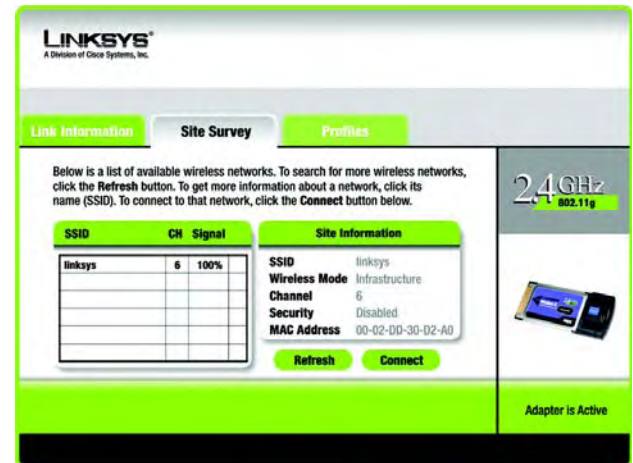 LINKSYS®
A Division of Cisco Systems, Inc.
Link Information
Site Survey
Profiles
Below is a list of available wireless networks. To search for more wireless networks,
click the Refresh button. To get more information about a network, click its
name (SSID). To connect to that network, click the Connect button below.
2.4 GHz
802.11g
SSID CH Signal
linksys 6 100%
Site Information
SSID linksys
Wireless Mode Infrastructure
Channel 6
Security Disabled
MAC Address 00-02-DD-30-D2-A0
Refresh
Connect
Adapter is Active